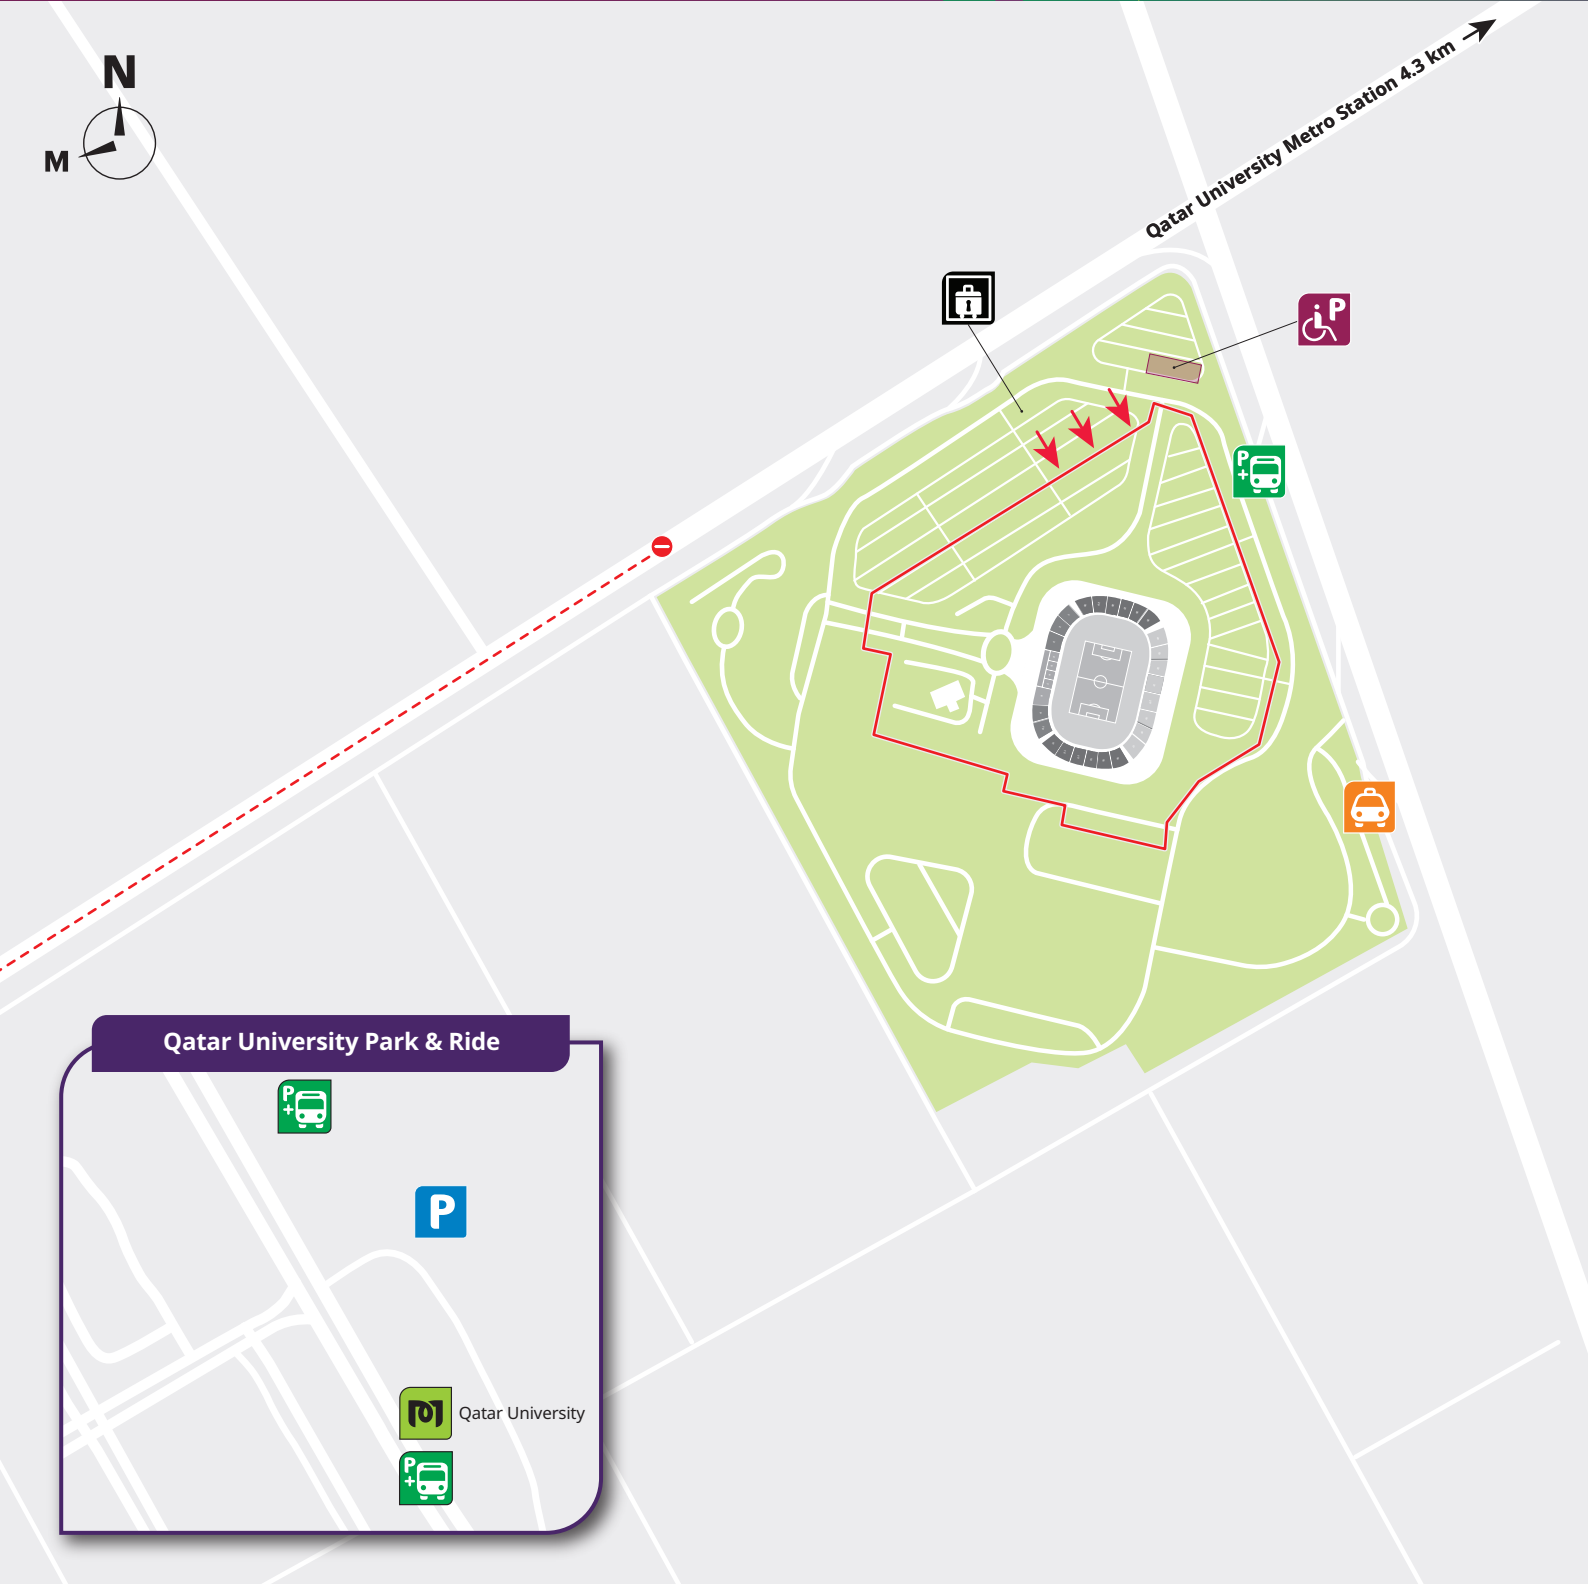 N
M
Qatar University Metro Station 4.3 km
P
P
+
Qatar University Park & Ride
P
+
P
Qatar University
P
+